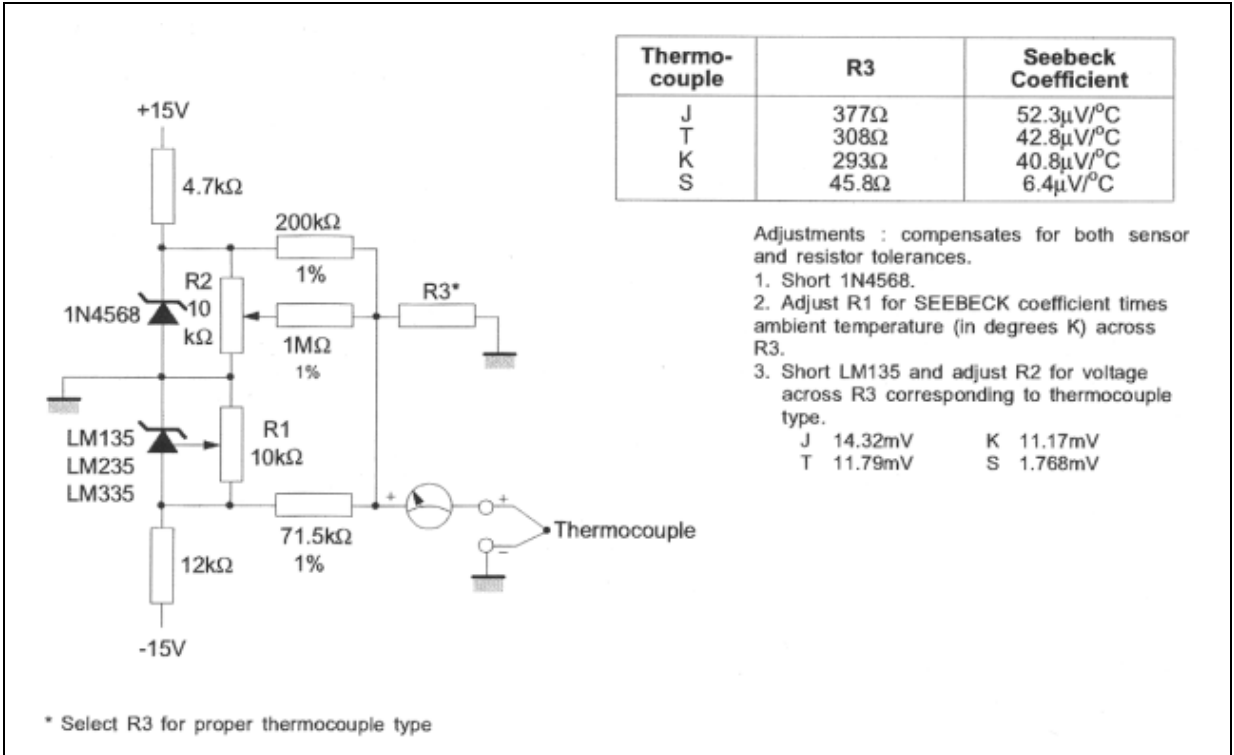 Thermo-
couple
R3
Seebeck
Coefficient
J 377Ω 52.3μV/°C
T 308Ω 42.8μV/°C
K 293Ω 40.8μV/°C
S 45.8Ω 6.4μV/°C
+15V
4.7kΩ
200kΩ
1%
R2
10
kΩ
1N4568
1MΩ
1%
R3*
LM135
LM235
LM335
R1
10kΩ
71.5kΩ
1%
12kΩ
-15V
+
+
−
Thermocouple
Adjustments : compensates for both sensor
and resistor tolerances.
1. Short 1N4568.
2. Adjust R1 for SEEBECK coefficient times
ambient temperature (in degrees K) across
R3.
3. Short LM135 and adjust R2 for voltage
across R3 corresponding to thermocouple
type.
J 14.32mV K 11.17mV
T 11.79mV S 1.768mV
* Select R3 for proper thermocouple type